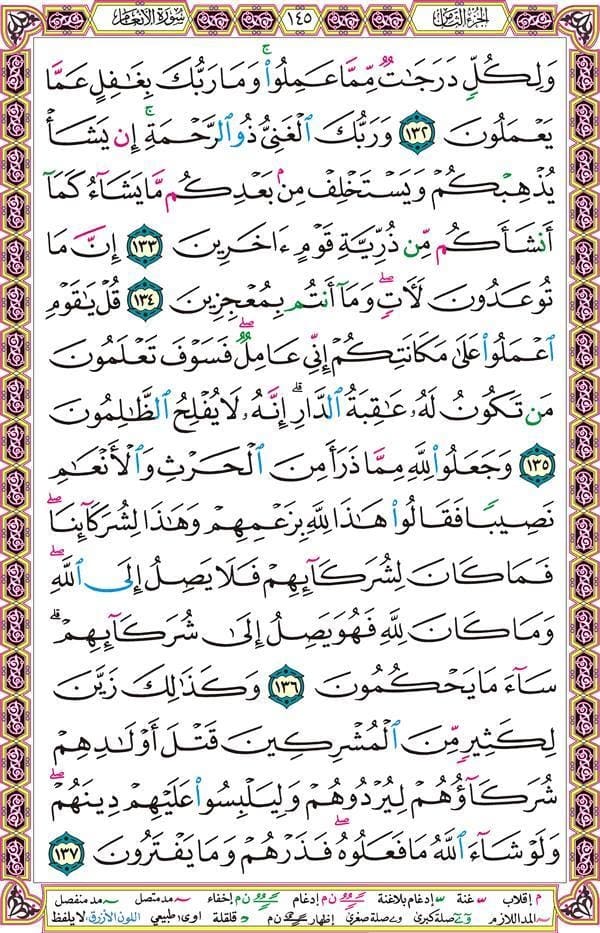 الجزء الثامن ١٤٥ سورة الأنعام
وَلِكُلٍّ دَرَجَٰتٌ مِّمَّا عَمِلُوا۟ ۚ وَمَا رَبُّكَ بِغَٰفِلٍ عَمَّا
يَعْمَلُونَ ١٣٢ وَرَبُّكَ ٱلْغَنِىُّ ذُو ٱلرَّحْمَةِ ۚ إِن يَشَأْ
يُذْهِبْكُمْ وَيَسْتَخْلِفْ مِنۢ بَعْدِكُم مَّا يَشَآءُ كَمَآ
أَنشَأَكُم مِّن ذُرِّيَّةِ قَوْمٍ ءَاخَرِينَ ١٣٣ إِنَّ مَا
تُوعَدُونَ لَـَٔاتٍ ۖ وَمَآ أَنتُم بِمُعْجِزِينَ ١٣٤ قُلْ يَٰقَوْمِ
ٱعْمَلُوا۟ عَلَىٰ مَكَانَتِكُمْ إِنِّى عَامِلٌ ۖ فَسَوْفَ تَعْلَمُونَ
مَن تَكُونُ لَهُۥ عَٰقِبَةُ ٱلدَّارِ ۗ إِنَّهُۥ لَا يُفْلِحُ ٱلظَّٰلِمُونَ
١٣٥ وَجَعَلُوا۟ لِلَّهِ مِمَّا ذَرَأَ مِنَ ٱلْحَرْثِ وَٱلْأَنْعَٰمِ
نَصِيبًا فَقَالُوا۟ هَٰذَا لِلَّهِ بِزَعْمِهِمْ وَهَٰذَا لِشُرَكَآئِنَا ۖ
فَمَا كَانَ لِشُرَكَآئِهِمْ فَلَا يَصِلُ إِلَى ٱللَّهِ ۖ
وَمَا كَانَ لِلَّهِ فَهُوَ يَصِلُ إِلَىٰ شُرَكَآئِهِمْ ۗ
سَآءَ مَا يَحْكُمُونَ ١٣٦ وَكَذَٰلِكَ زَيَّنَ
لِكَثِيرٍ مِّنَ ٱلْمُشْرِكِينَ قَتْلَ أَوْلَٰدِهِمْ
شُرَكَآؤُهُمْ لِيُرْدُوهُمْ وَلِيَلْبِسُوا۟ عَلَيْهِمْ دِينَهُمْ ۖ
وَلَوْ شَآءَ ٱللَّهُ مَا فَعَلُوهُ ۖ فَذَرْهُمْ وَمَا يَفْتَرُونَ ١٣٧
م إقلاب غنة إدغام بلاغنة ن م إدغام ن م إخفاء مد متصل مد منفصل
المد اللازم صلة كبرى صلة صغرى إظهار ن م د قلقلة اوى طبيعي اللون الأزرق لا يلفظ